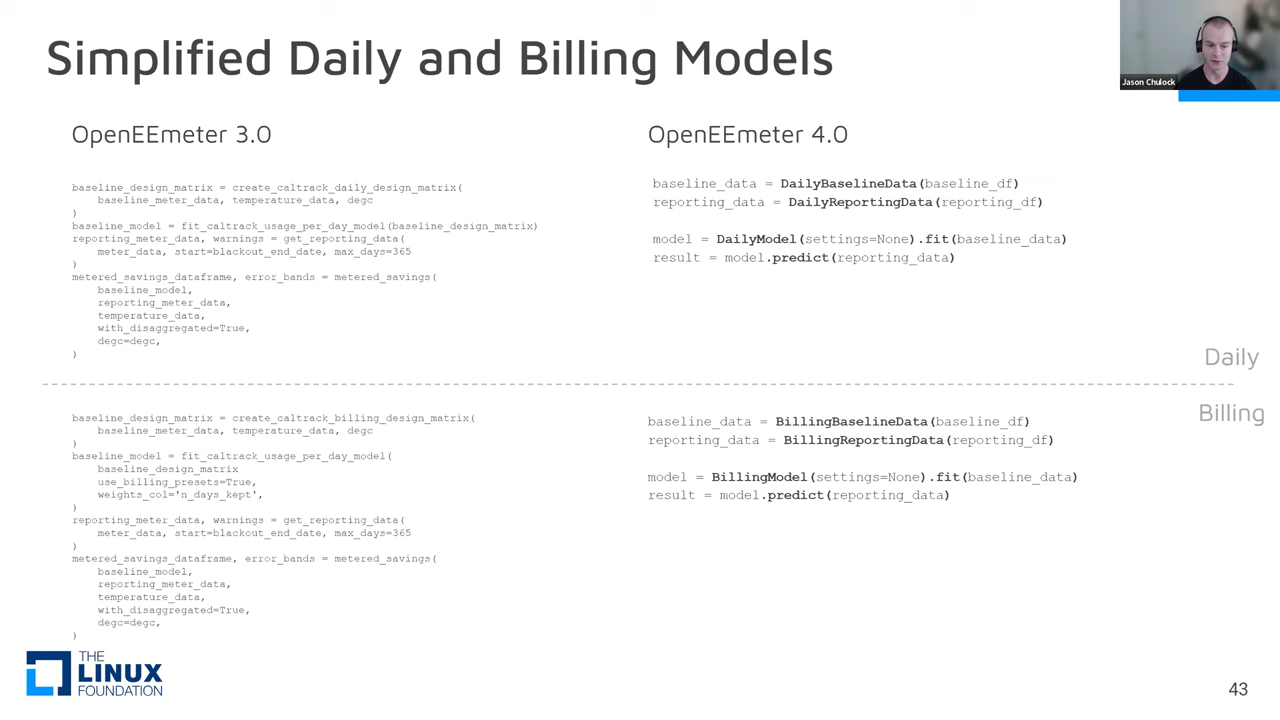 Simplified Daily and Billing Models
Jason Chulock
OpenEEmeter 3.0
baseline_design_matrix = create_caltrack_daily_design_matrix(
baseline_meter_data, temperature_data, degc
)
baseline_model = fit_caltrack_usage_per_day_model(baseline_design_matrix)
reporting_meter_data, warnings = get_reporting_data(
meter_data, start=blackout_end_date, max_days=365
)
metered_savings_dataframe, error_bands = metered_savings(
baseline_model,
reporting_meter_data,
temperature_data,
with_disaggregated=True,
degc=degc,
)
OpenEEmeter 4.0
baseline_data = DailyBaselineData(baseline_df)
reporting_data = DailyReportingData(reporting_df)
model = DailyModel(settings=None).fit(baseline_data)
result = model.predict(reporting_data)
Daily
Billing
baseline_design_matrix = create_caltrack_billing_design_matrix(
baseline_meter_data, temperature_data, degc
)
baseline_model = fit_caltrack_usage_per_day_model(
baseline_design_matrix
use_billing_presets=True,
weights_col='n_days_kept',
)
reporting_meter_data, warnings = get_reporting_data(
meter_data, start=blackout_end_date, max_days=365
)
metered_savings_dataframe, error_bands = metered_savings(
baseline_model,
reporting_meter_data,
temperature_data,
with_disaggregated=True,
degc=degc,
)
baseline_data = BillingBaselineData(baseline_df)
reporting_data = BillingReportingData(reporting_df)
model = BillingModel(settings=None).fit(baseline_data)
result = model.predict(reporting_data)
THE
LINUX
FOUNDATION
43